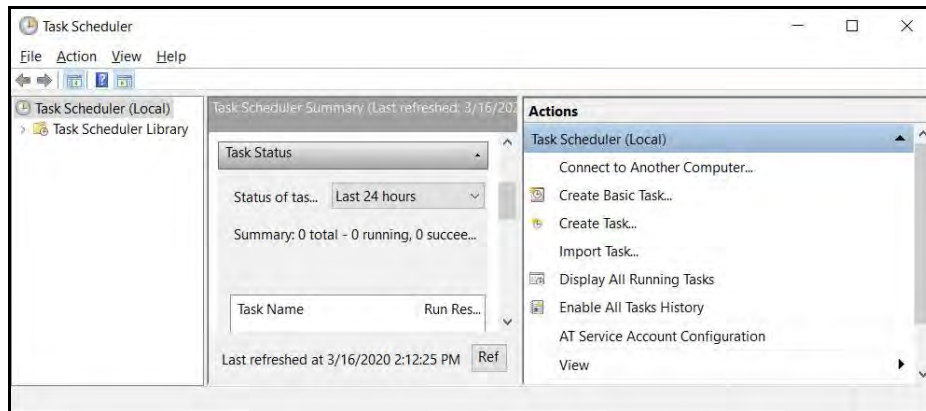 Task Scheduler
File Action View Help
Task Scheduler (Local)
Task Scheduler Library
Task Scheduler Summary (Last refreshed: 3/16/202
Task Status
Status of tas... Last 24 hours
Summary: 0 total - 0 running, 0 succee...
Task Name Run Res...
Last refreshed at 3/16/2020 2:12:25 PM Ref
Actions
Task Scheduler (Local)
Connect to Another Computer...
Create Basic Task...
Create Task...
Import Task...
Display All Running Tasks
Enable All Tasks History
AT Service Account Configuration
View